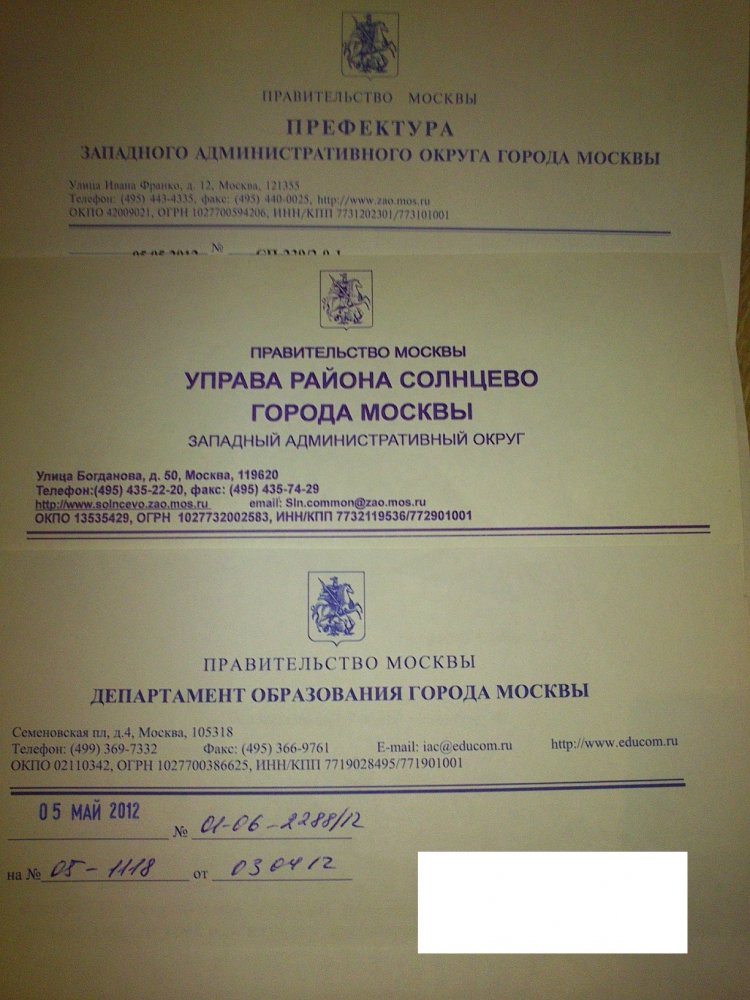 ПРАВИТЕЛЬСТВО МОСКВЫ
ПРЕФЕКТУРА
ЗАПАДНОГО АДМИНИСТРАТИВНОГО ОКРУГА ГОРОДА МОСКВЫ
Улица Ивана Франко, д. 12, Москва, 121355
Телефон: (495) 443-4335, факс: (495) 440-0025, http://www.zao.mos.ru
ОКПО 42009021, ОГРН 1027700594206, ИНН/КПП 7731202301/773101001
05.05.2012 №
ПРАВИТЕЛЬСТВО МОСКВЫ
УПРАВА РАЙОНА СОЛНЦЕВО
ГОРОДА МОСКВЫ
ЗАПАДНЫЙ АДМИНИСТРАТИВНЫЙ ОКРУГ
Улица Богданова, д. 50, Москва, 119620
Телефон:(495) 435-22-20, факс: (495) 435-74-29
http://www.solncevo.zao.mos.ru email: Sln.common@zao.mos.ru
ОКПО 13535429, ОГРН 1027732002583, ИНН/КПП 7732119536/772901001
ПРАВИТЕЛЬСТВО МОСКВЫ
ДЕПАРТАМЕНТ ОБРАЗОВАНИЯ ГОРОДА МОСКВЫ
Семеновская пл, д.4, Москва, 105318
Телефон: (499) 369-7332 Факс: (495) 366-9761 E-mail: iac@educom.ru http://www.educom.ru
ОКПО 02110342, ОГРН 1027700386625, ИНН/КПП 7719028495/771901001
05 МАЙ 2012 № 01-06-2288/12
на № 05-1118 от 030412